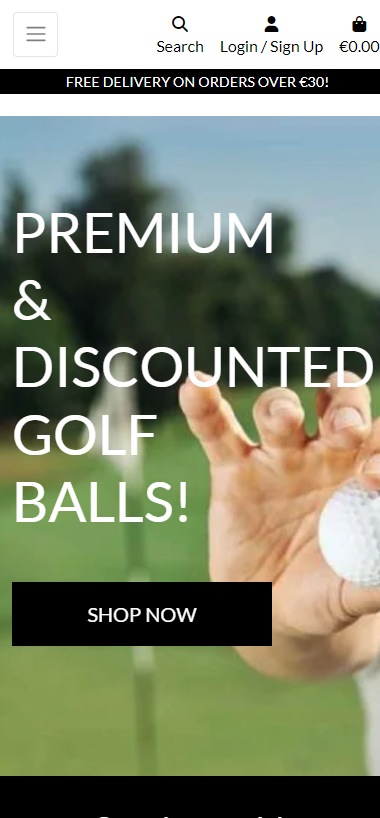 Search
Login / Sign Up
€0.00
FREE DELIVERY ON ORDERS OVER €30!
PREMIUM
&
DISCOUNTED
GOLF
BALLS!
SHOP NOW